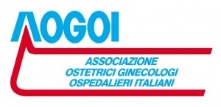 AOGOI
ASSOCIAZIONE
OSTETRICI GINECOLOGI
OSPEDALIERI ITALIANI